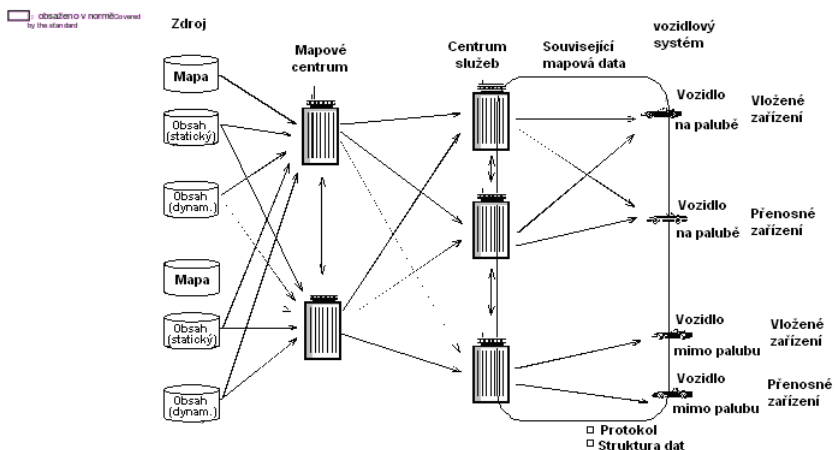 : obsaženo v normě Covered
by the standard
Zdroj
Mapové
centrum
Centrum
služeb
Související
mapová data
vozidlový
systém
Mapa
Obsah
(statický)
Obsah
(dynam.)
Mapa
Obsah
(statický)
Obsah
(dynam.)
Vozidlo
na palubě
Vložené
zařízení
Vozidlo
na palubě
Přenosné
zařízení
Vozidlo
mimo palubu
Vložené
zařízení
Vozidlo
mimo palubu
Přenosné
zařízení
Protokol
Struktura dat